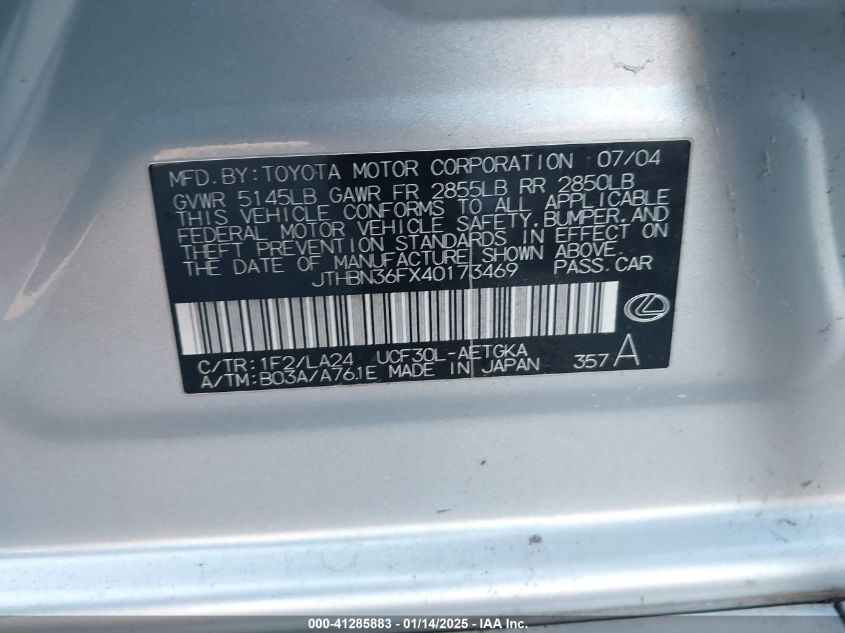 MFD. BY: TOYOTA MOTOR CORPORATION 07/04
GVWR 5145LB GAWR FR 2855LB RR 2850LB
THIS VEHICLE CONFORMS TO ALL APPLICABLE
FEDERAL MOTOR VEHICLE SAFETY, BUMPER, AND
THEFT PREVENTION STANDARDS IN EFFECT ON
THE DATE OF MANUFACTURE SHOWN ABOVE.
JTHBN36FX40173469 PASS. CAR
C/TR: 1F2/LA24 UCF30L-AETGKA
A/TM: B03A/A761E MADE IN JAPAN 357 A
000-41285883 - 01/14/2025 - IAA Inc.